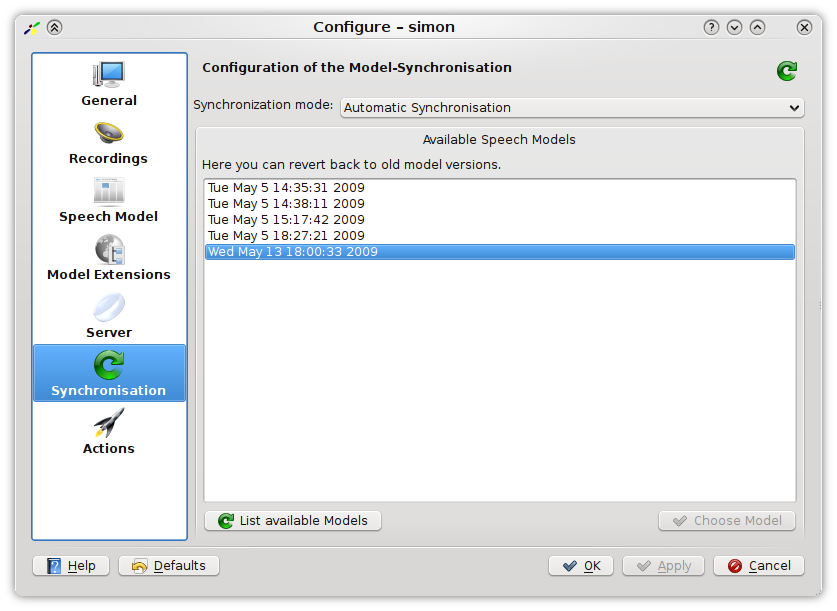 Configure – simon
General
Recordings
Speech Model
Model Extensions
Server
Synchronisation
Actions
Configuration of the Model-Synchronisation
Synchronization mode: Automatic Synchronisation
Available Speech Models
Here you can revert back to old model versions.
Tue May 5 14:35:31 2009
Tue May 5 14:38:11 2009
Tue May 5 15:17:42 2009
Tue May 5 18:27:21 2009
Wed May 13 18:00:33 2009
List available Models Choose Model
Help Defaults OK Apply Cancel